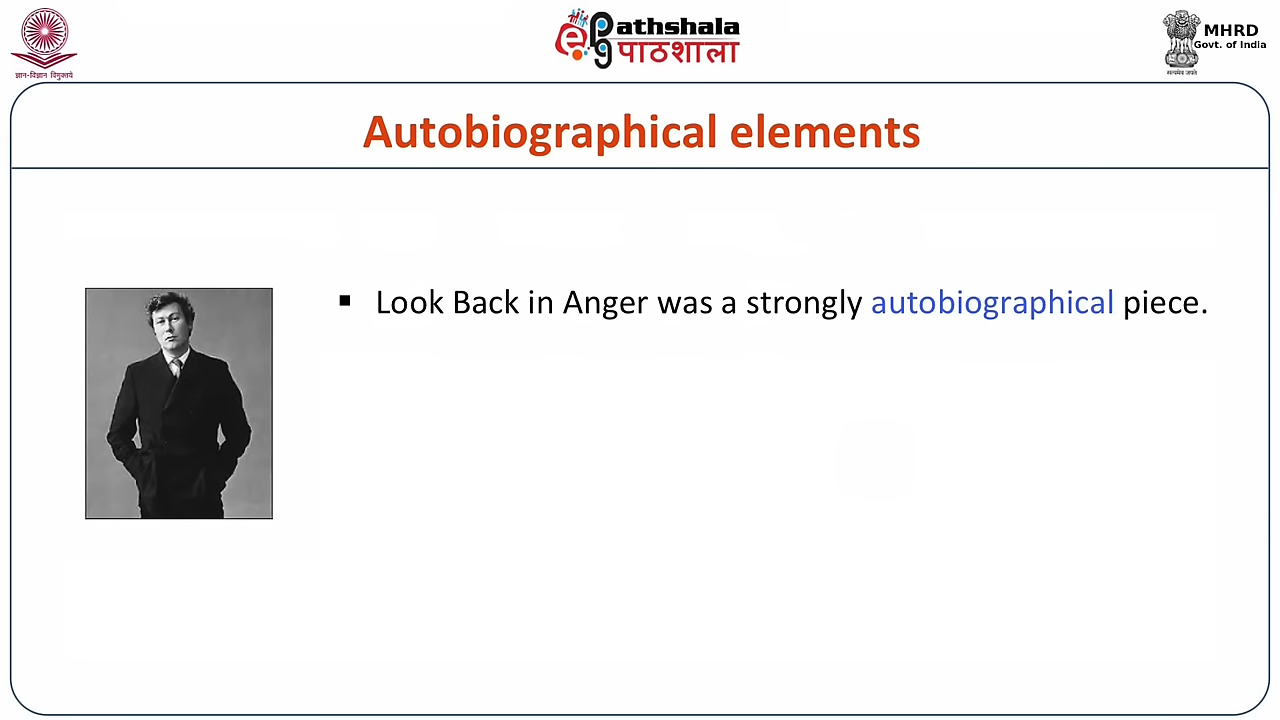 ज्ञान-विज्ञान विमुक्तये
ePathshala
पाठशाला
MHRD
Govt. of India
सत्यमेव जयते
Autobiographical elements
▪ Look Back in Anger was a strongly autobiographical piece.